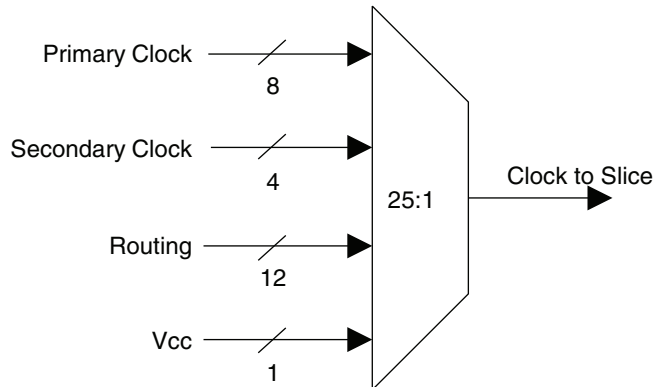 Primary Clock
8
Secondary Clock
4
25:1
Clock to Slice
Routing
12
Vcc
1